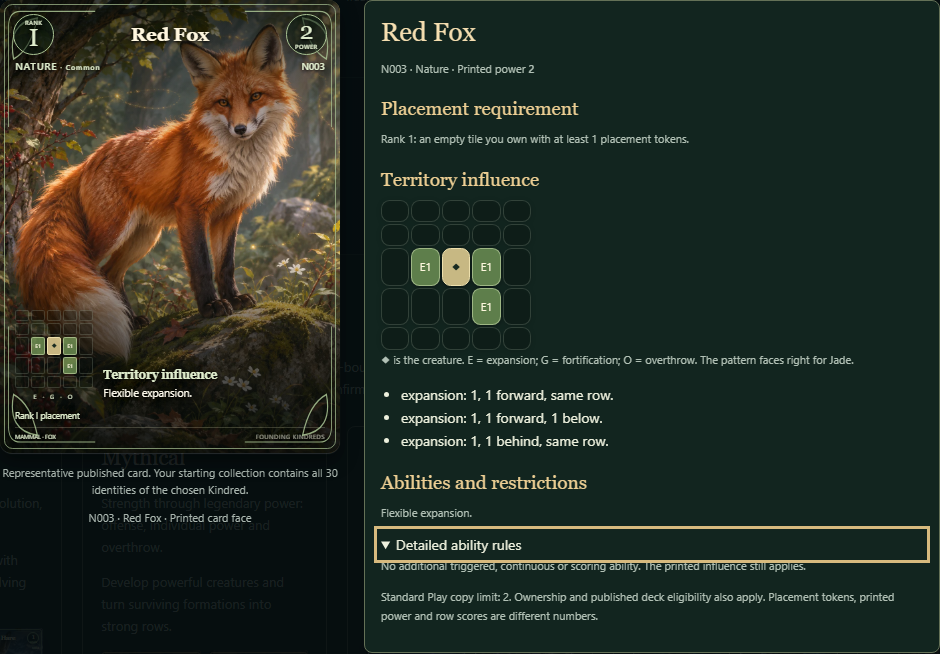 RANK
I
Red Fox
2
POWER
NATURE · Common
N003
E1 ◆ E1
E1
E · G · O
Territory influence
Flexible expansion.
Rank I placement
MAMMAL · FOX
FOUNDING KINDREDS
Mythical
Representative published card. Your starting collection contains all 30
identities of the chosen Kindred.
Strength through legendary power:
N003 · Red Fox · Printed card face
offense, individual power and
overthrow.
Develop powerful creatures and
turn surviving formations into
strong rows.
Red Fox
N003 · Nature · Printed power 2
Placement requirement
Rank 1: an empty tile you own with at least 1 placement tokens.
Territory influence
E1 ◆ E1
E1
◆ is the creature. E = expansion; G = fortification; O = overthrow. The pattern faces right for Jade.
• expansion: 1, 1 forward, same row.
• expansion: 1, 1 forward, 1 below.
• expansion: 1, 1 behind, same row.
Abilities and restrictions
Flexible expansion.
▼ Detailed ability rules
No additional triggered, continuous or scoring ability. The printed influence still applies.
Standard Play copy limit: 2. Ownership and published deck eligibility also apply. Placement tokens, printed
power and row scores are different numbers.